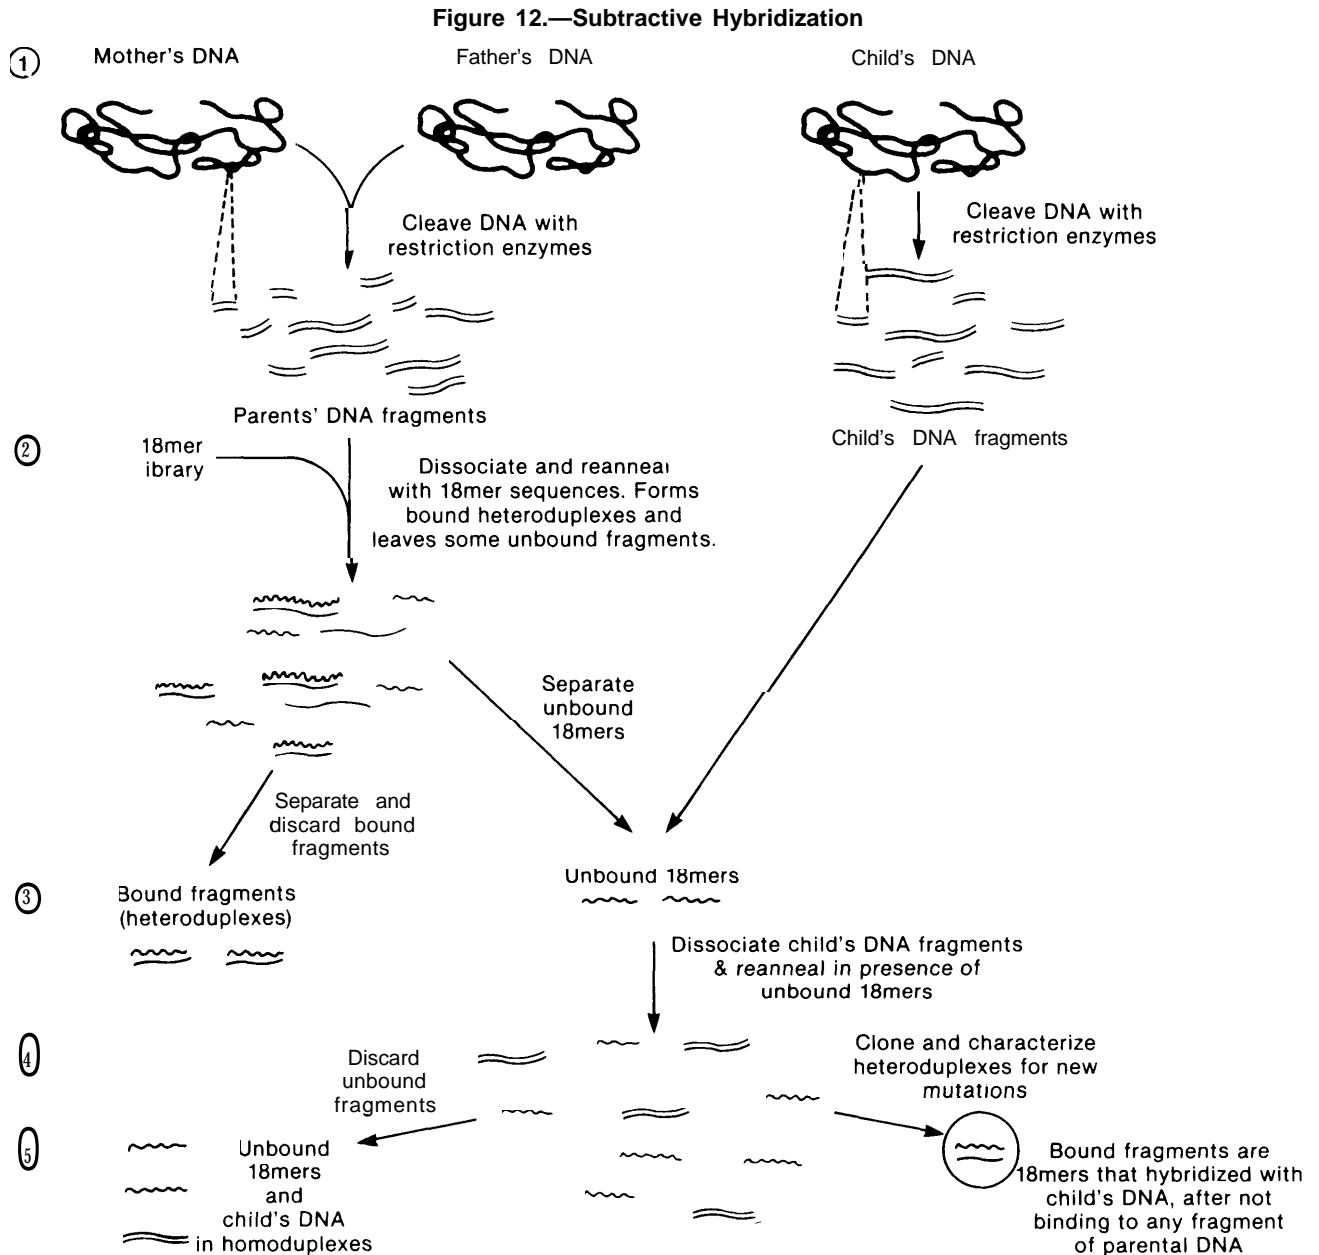 Figure 12.—Subtractive Hybridization
1
Mother's DNA
Father's DNA
Child's DNA
Cleave DNA with
restriction enzymes
Cleave DNA with
restriction enzymes
Parents' DNA fragments
Child's DNA fragments
2
18mer
ibrary
Dissociate and reanneal
with 18mer sequences. Forms
bound heteroduplexes and
leaves some unbound fragments.
Separate
unbound
18mers
Separate and
discard bound
fragments
3
Bound fragments
(heteroduplexes)
Unbound 18mers
Dissociate child's DNA fragments
& reanneal in presence of
unbound 18mers
4
Discard
unbound
fragments
Clone and characterize
heteroduplexes for new
mutations
5
Unbound
18mers
and
child's DNA
in homoduplexes
Bound fragments are
18mers that hybridized with
child's DNA, after not
binding to any fragment
of parental DNA